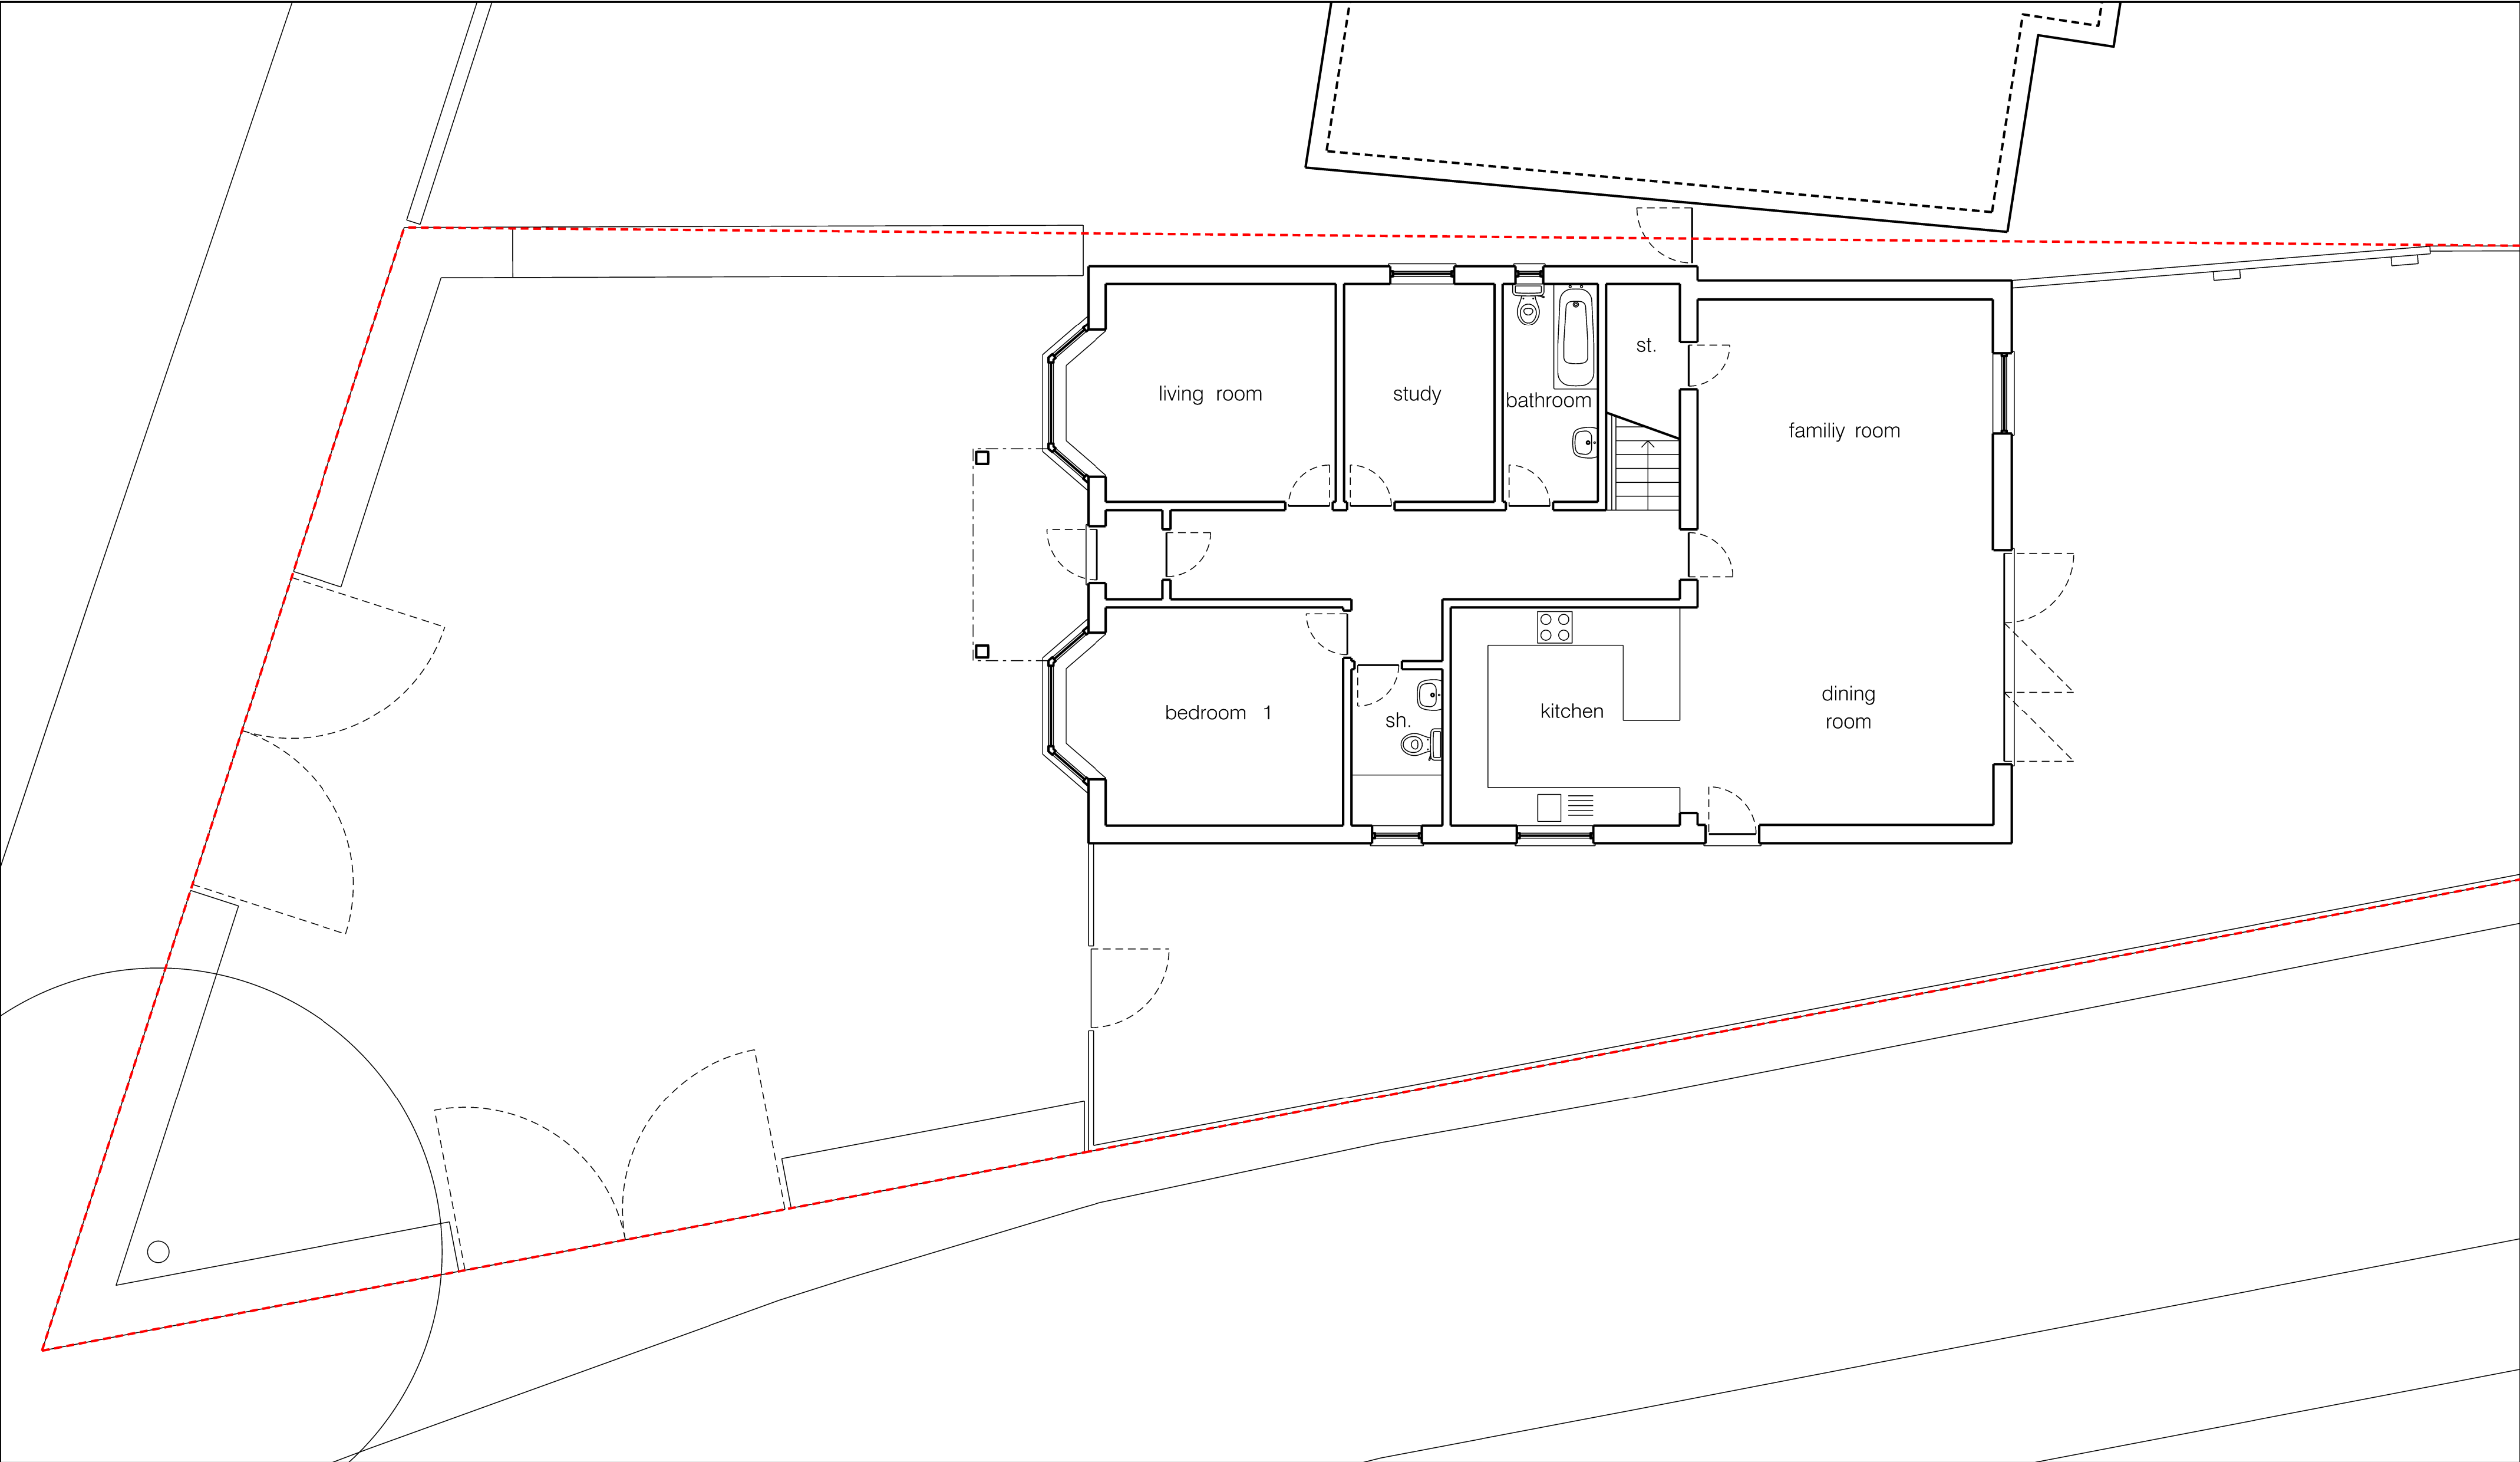 st.
living room
study
bathroom
familiy room
bedroom 1
sh.
kitchen
dining
room